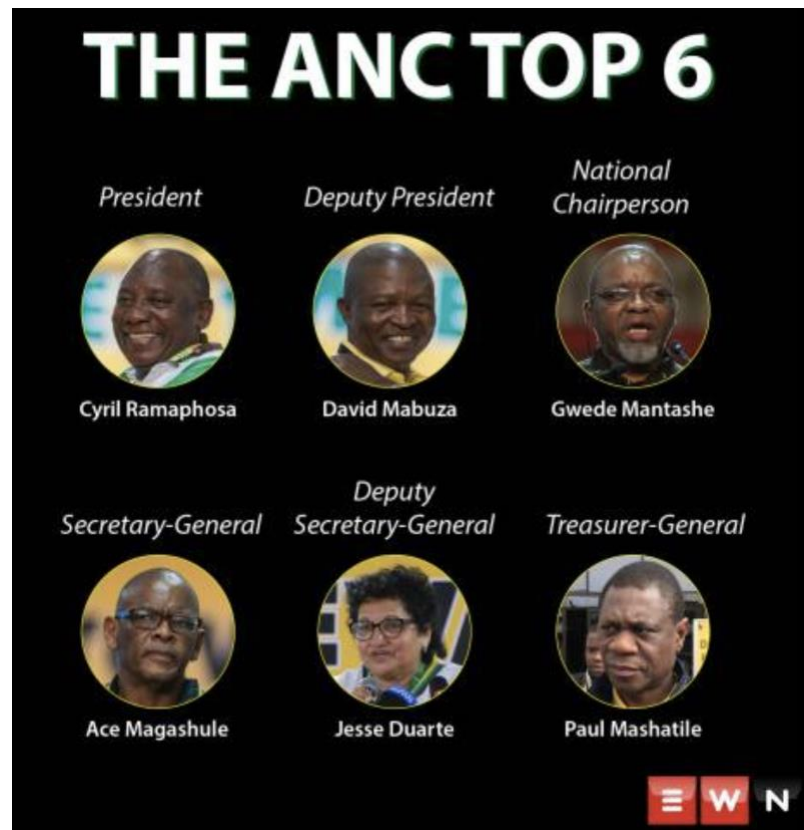 THE ANC TOP 6
President
Deputy President
National
Chairperson
Cyril Ramaphosa
David Mabuza
Gwede Mantashe
Secretary-General
Deputy
Secretary-General
Treasurer-General
Ace Magashule
Jesse Duarte
Paul Mashatile
EWN